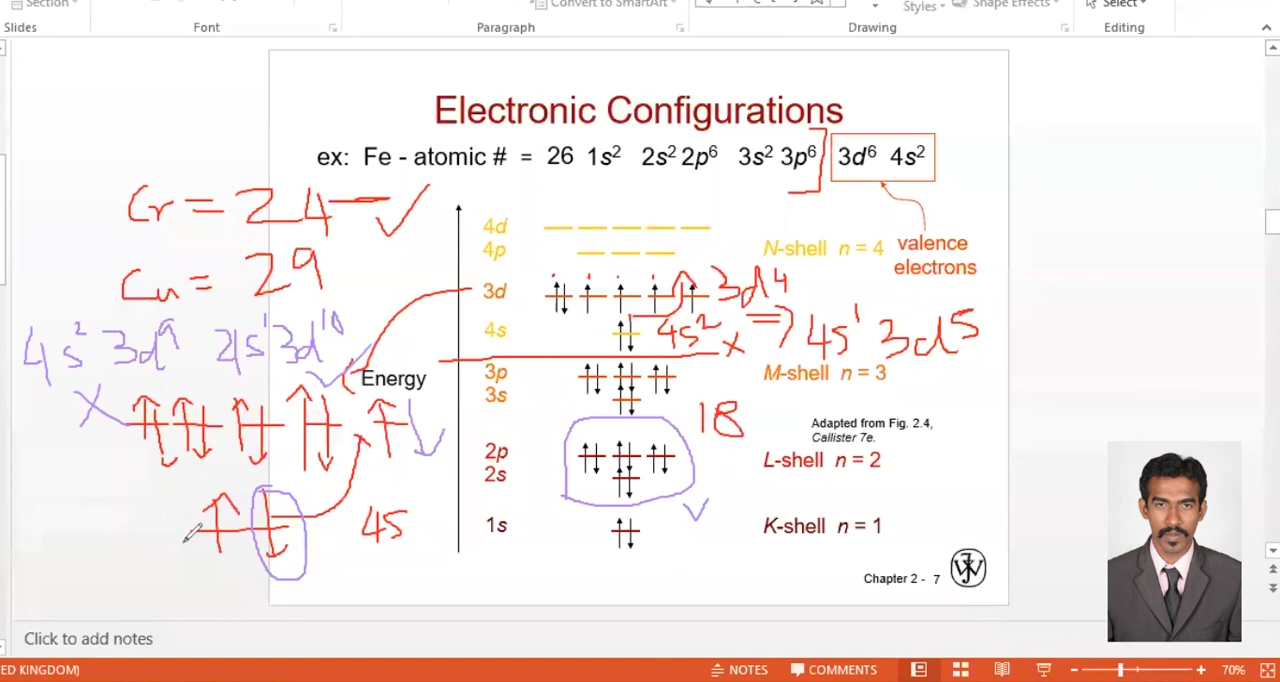 Section
Convert to SmartArt
Styles
Shape Effects
Select
Slides
Font
Paragraph
Drawing
Editing
Electronic Configurations
ex: Fe - atomic # = 26 1s² 2s² 2p⁶ 3s² 3p⁶ 3d⁶ 4s²
valence
electrons
Cr = 24
Cu = 29
4s² 3d⁹
3d¹⁰
4d
4p
N-shell n = 4
3d
3d⁴
4s
4s² x ⇒ 4s¹ 3d⁵
Energy
3p
3s
M-shell n = 3
18
Adapted from Fig. 2.4,
Callister 7e.
2p
2s
L-shell n = 2
4s
1s
K-shell n = 1
Chapter 2 - 7
Click to add notes
ED KINGDOM)
NOTES
COMMENTS
70%